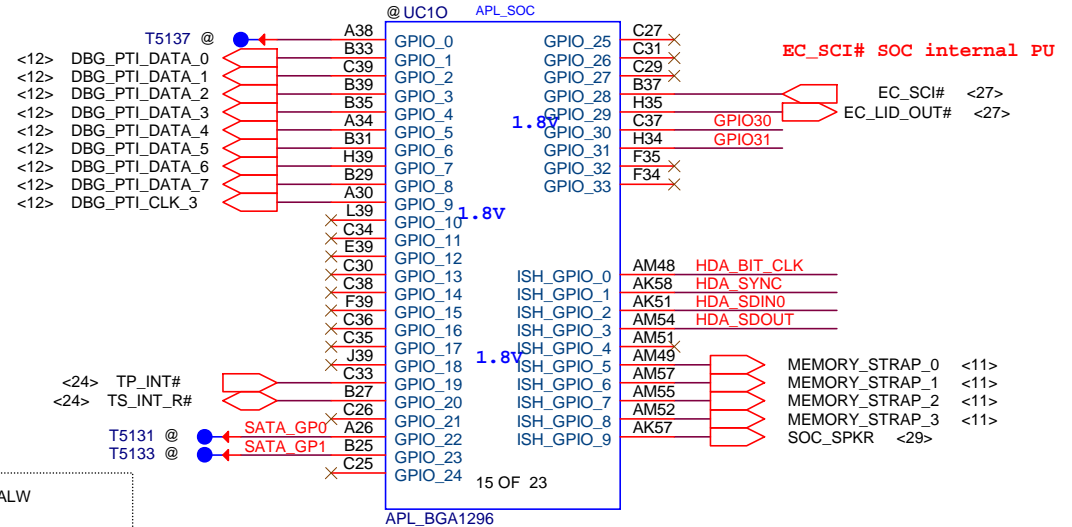 @ UC1O APL_SOC
T5137 @ A38 GPIO_0 GPIO_25 C27
<12> DBG_PTI_DATA_0 B33 GPIO_1 GPIO_26 C31 EC_SCI# SOC internal PU
<12> DBG_PTI_DATA_1 C39 GPIO_2 GPIO_27 C29
<12> DBG_PTI_DATA_2 B39 GPIO_3 GPIO_28 B37 EC_SCI# <27>
<12> DBG_PTI_DATA_3 B35 GPIO_4 GPIO_29 H35 EC_LID_OUT# <27>
<12> DBG_PTI_DATA_4 A34 GPIO_5 1.8V GPIO_30 C37 GPIO30
<12> DBG_PTI_DATA_5 B31 GPIO_6 GPIO_31 H34 GPIO31
<12> DBG_PTI_DATA_6 H39 GPIO_7 GPIO_32 F35
<12> DBG_PTI_DATA_7 B29 GPIO_8 GPIO_33 F34
<12> DBG_PTI_CLK_3 A30 GPIO_9
L39 GPIO_10 1.8V
C34 GPIO_11
E39 GPIO_12
C30 GPIO_13 ISH_GPIO_0 AM48 HDA_BIT_CLK
C38 GPIO_14 ISH_GPIO_1 AK58 HDA_SYNC
F39 GPIO_15 ISH_GPIO_2 AK51 HDA_SDIN0
C36 GPIO_16 ISH_GPIO_3 AM54 HDA_SDOUT
C35 GPIO_17 ISH_GPIO_4 AM51
J39 GPIO_18 1.8V ISH_GPIO_5 AM49 MEMORY_STRAP_0 <11>
<24> TP_INT# C33 GPIO_19 ISH_GPIO_6 AM57 MEMORY_STRAP_1 <11>
<24> TS_INT_R# B27 GPIO_20 ISH_GPIO_7 AM55 MEMORY_STRAP_2 <11>
C26 GPIO_21 ISH_GPIO_8 AM52 MEMORY_STRAP_3 <11>
T5131 @ SATA_GP0 A26 GPIO_22 ISH_GPIO_9 AK57 SOC_SPKR <29>
T5133 @ SATA_GP1 B25 GPIO_23
C25 GPIO_24 15 OF 23
ALW
APL_BGA1296